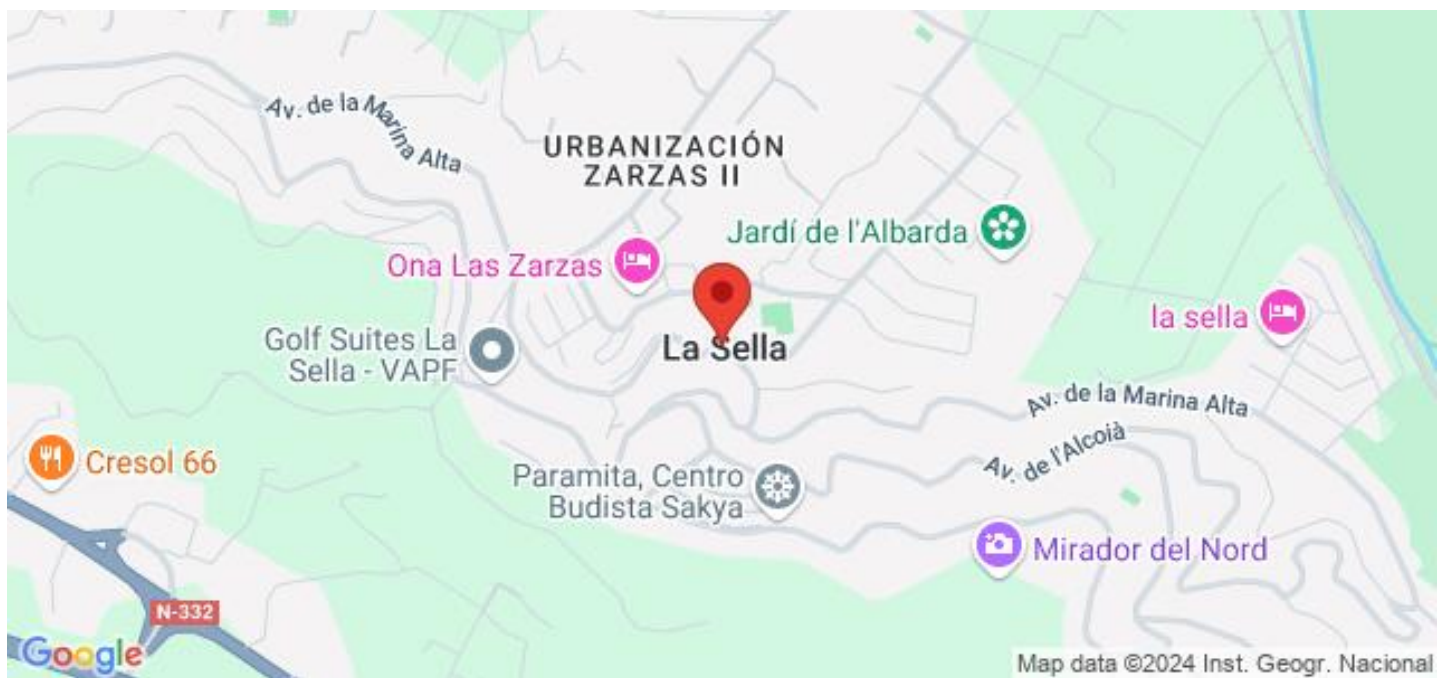 Av. de la Marina Alta
URBANIZACIÓN
ZARZAS II
Jardí de l'Albarda
Ona Las Zarzas
la sella
Golf Suites La
Sella - VAPF
La Sella
Av. de la Marina Alta
Av. de l'Alcoià
Cresol 66
Paramita, Centro
Budista Sakya
Mirador del Nord
N-332
Google
Map data ©2024 Inst. Geogr. Nacional